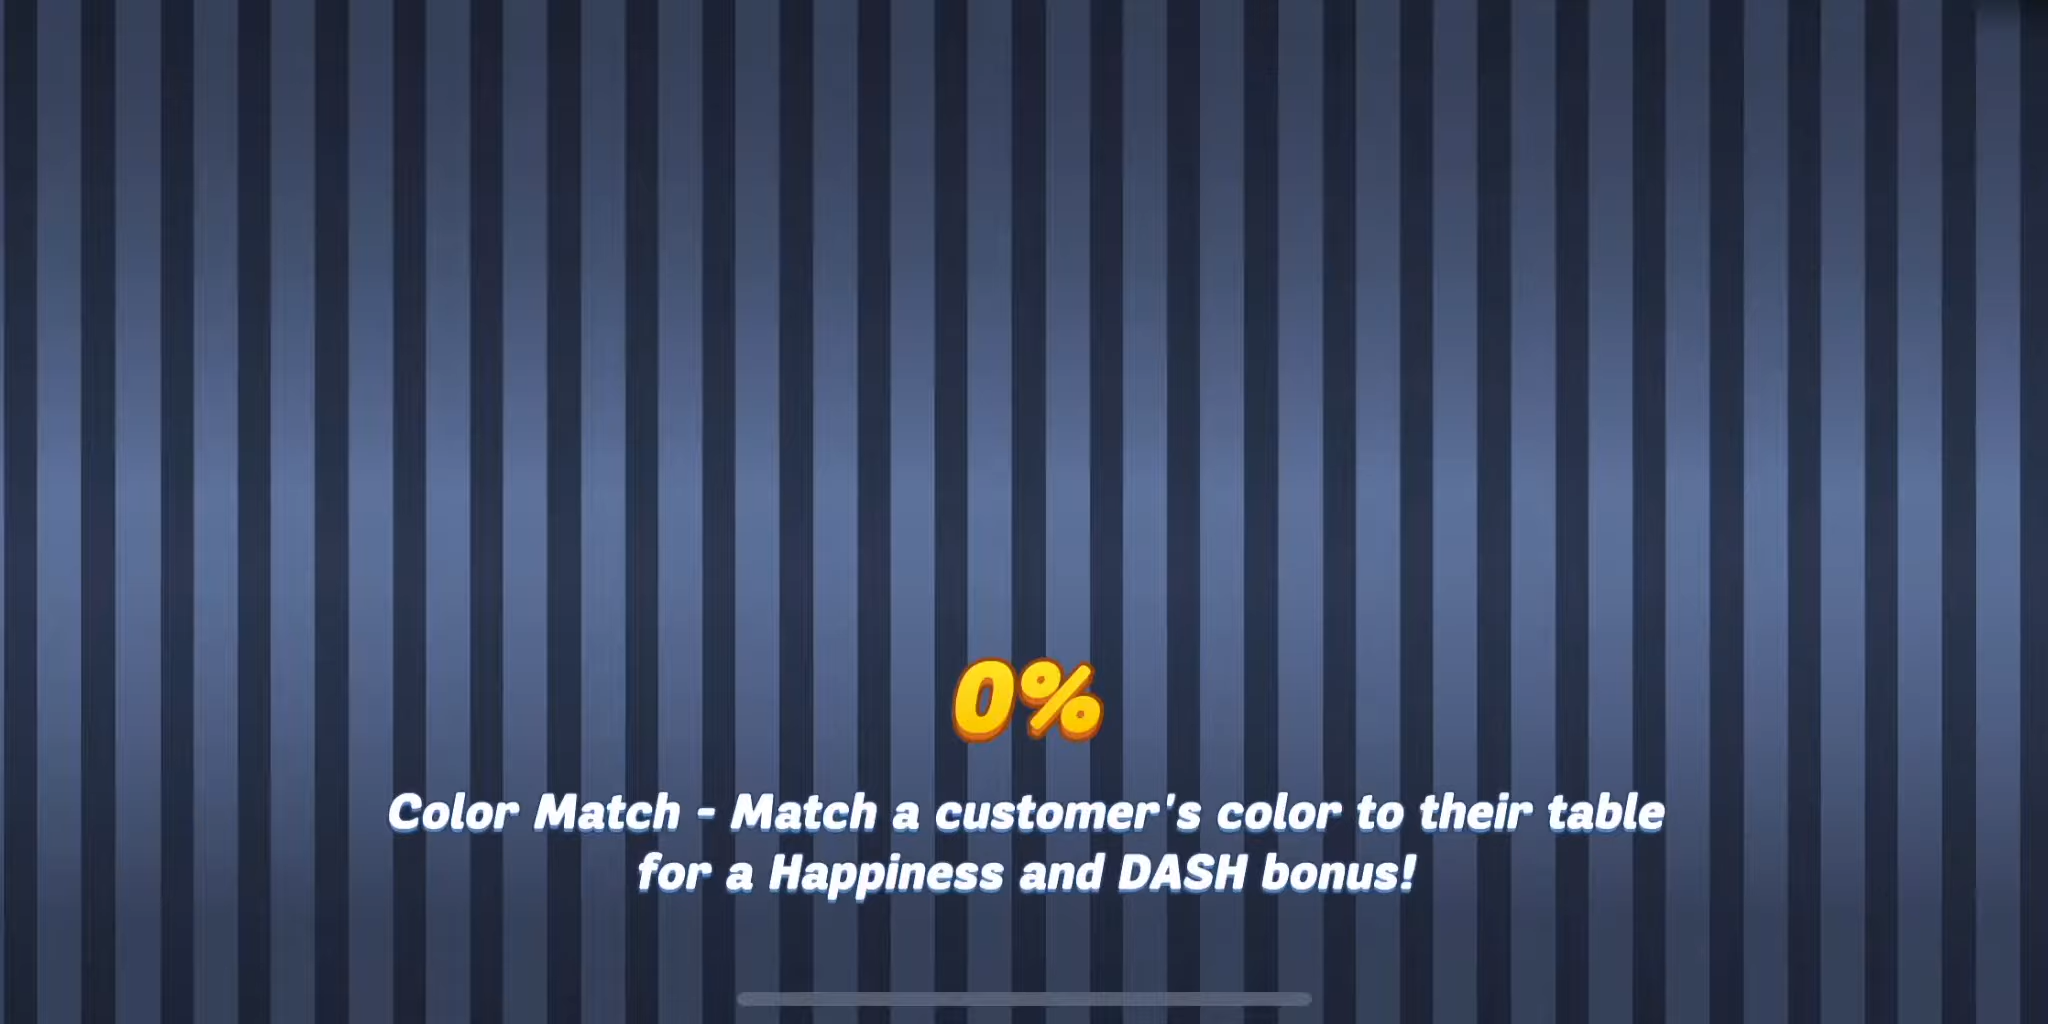 0%
Color Match - Match a customer's color to their table
for a Happiness and DASH bonus!